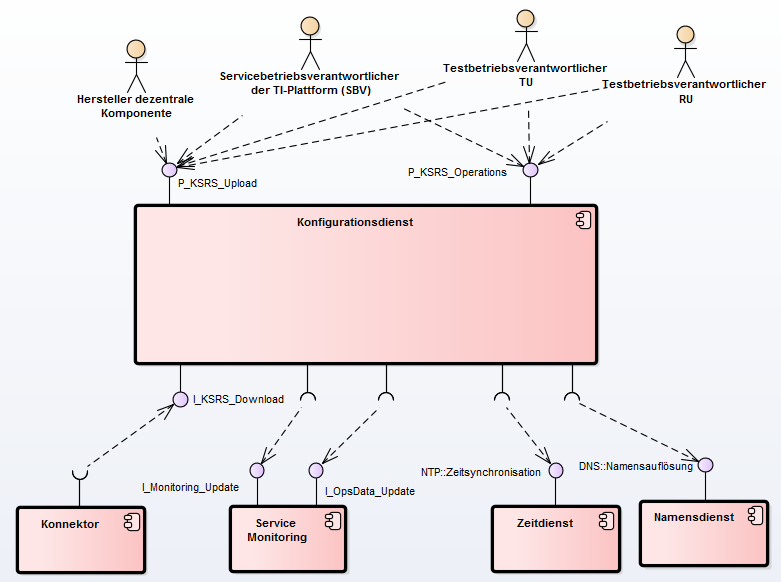 Hersteller dezentrale
Komponente
Servicebetriebsverantwortlicher
der TI-Plattform (SBV)
Testbetriebsverantwortlicher
TU
Testbetriebsverantwortlicher
RU
P_KSRS_Upload
P_KSRS_Operations
Konfigurationsdienst
I_KSRS_Download
I_Monitoring_Update
I_OpsData_Update
NTP::Zeitsynchronisation
DNS::Namensauflösung
Konnektor
Service
Monitoring
Zeitdienst
Namensdienst